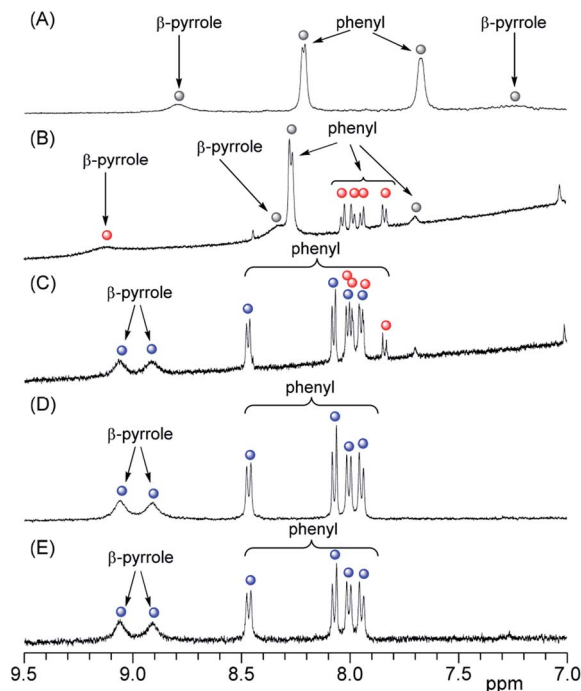 (A)
β-pyrrole
phenyl
β-pyrrole
(B)
β-pyrrole
β-pyrrole
phenyl
(C)
phenyl
β-pyrrole
(D)
phenyl
β-pyrrole
(E)
phenyl
β-pyrrole
9.5 9.0 8.5 8.0 7.5 ppm 7.0